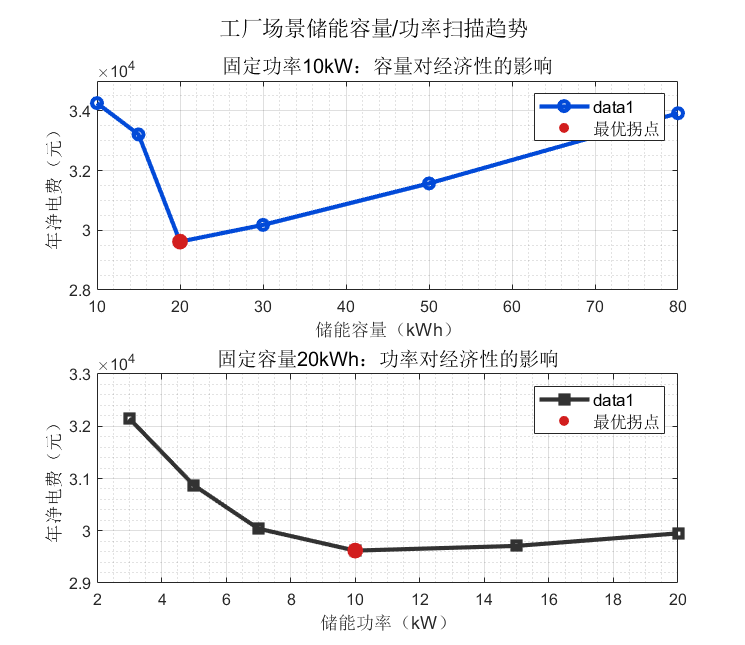 工厂场景储能容量/功率扫描趋势
固定功率10kW：容量对经济性的影响
×10⁴
3.4
3.2
3
2.8
年净电费（元）
data1
最优拐点
10 20 30 40 50 60 70 80
储能容量（kWh）
固定容量20kWh：功率对经济性的影响
×10⁴
3.3
3.2
3.1
3
2.9
年净电费（元）
data1
最优拐点
2 4 6 8 10 12 14 16 18 20
储能功率（kW）